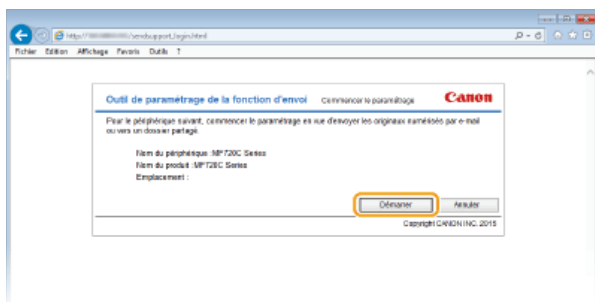 http:// /sendsupport_login.html
Fichier Edition Affichage Favoris Outils ?
Outil de paramétrage de la fonction d'envoi Commencer le paramétrage Canon
Pour le périphérique suivant, commencer le paramétrage en vue d'envoyer les originaux numérisés par e-mail
ou vers un dossier partagé.
Nom du périphérique :MF720C Series
Nom du produit :MF720C Series
Emplacement :
Démarrer Annuler
Copyright CANON INC. 2015